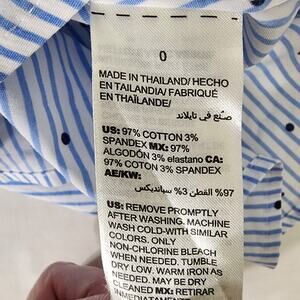 0
MADE IN THAILAND/ HECHO
EN TAILANDIA/ FABRIQUÉ
EN THAÏLANDE/
صنع في تايلاند
US: 97% COTTON 3%
SPANDEX MX: 97%
ALGODÓN 3% elastano CA:
97% COTON 3% SPANDEX
AE/KW:
97% القطن 3% سباندیکس
US: REMOVE PROMPTLY
AFTER WASHING. MACHINE
WASH COLD-WITH SIMILAR
COLORS. ONLY
NON-CHLORINE BLEACH
WHEN NEEDED. TUMBLE
DRY LOW. WARM IRON AS
NEEDED. MAY BE DRY
CLEANED MX: RETIRAR
INMEDIATAMENTE